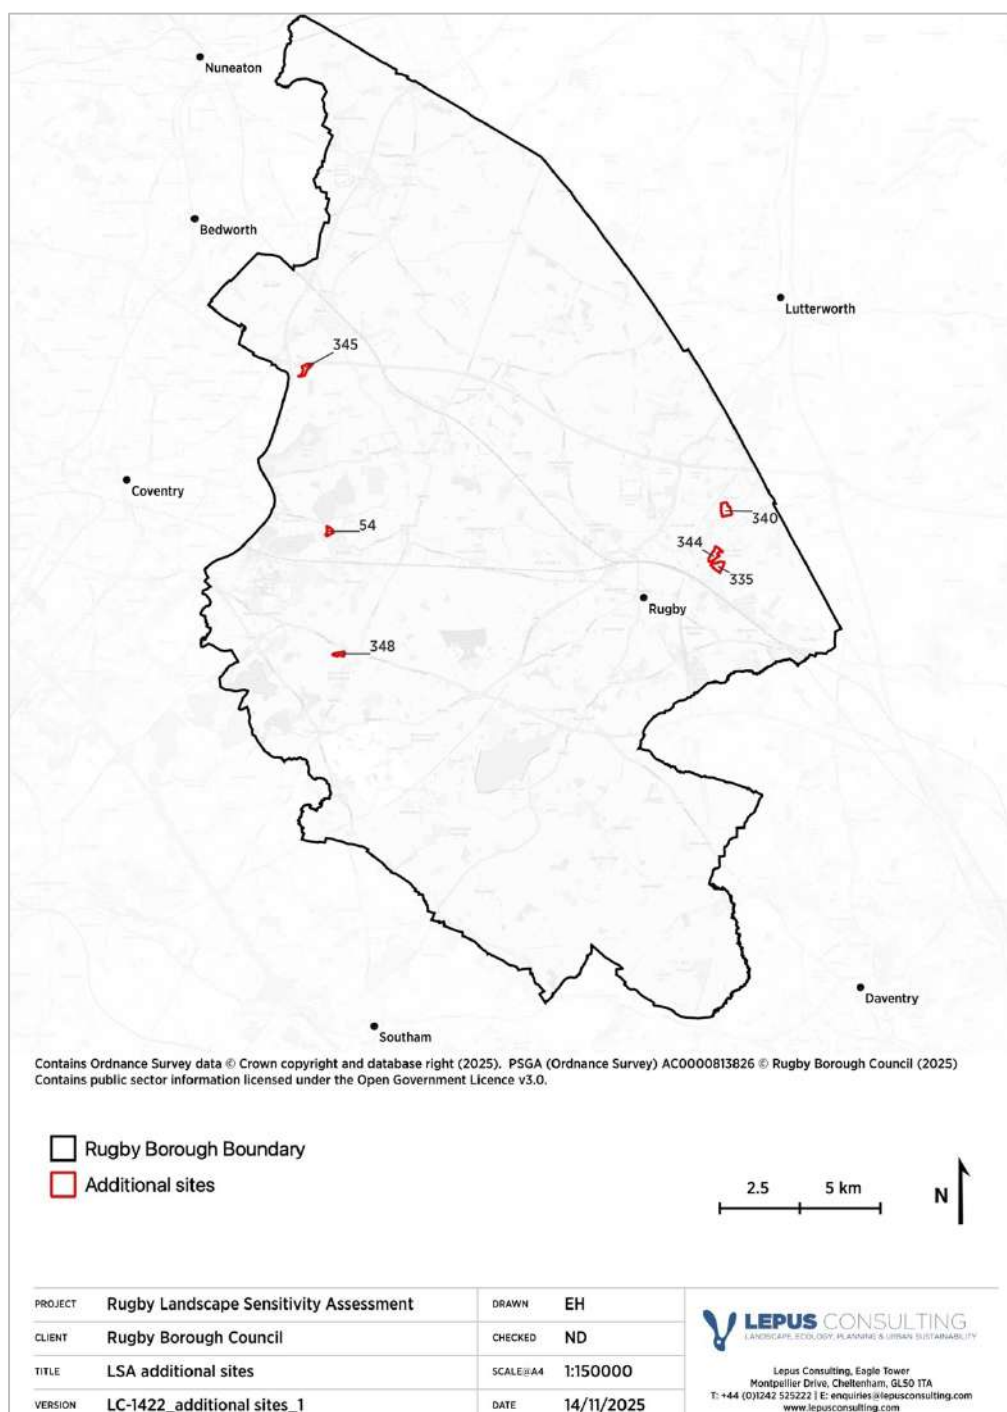 Nuneaton
Bedworth
Lutterworth
345
Coventry
340
54
344
335
Rugby
348
Daventry
Southam
Contains Ordnance Survey data © Crown copyright and database right (2025). PSGA (Ordnance Survey) AC0000813826 © Rugby Borough Council (2025)
Contains public sector information licensed under the Open Government Licence v3.0.
Rugby Borough Boundary
Additional sites
2.5 5 km
N
PROJECT Rugby Landscape Sensitivity Assessment DRAWN EH
CLIENT Rugby Borough Council CHECKED ND
TITLE LSA additional sites SCALE@A4 1:150000
VERSION LC-1422_additional sites_1 DATE 14/11/2025
LEPUS CONSULTING
LANDSCAPE, ECOLOGY, PLANNING & URBAN SUSTAINABILITY
Lepus Consulting, Eagle Tower
Montpellier Drive, Cheltenham, GL50 1TA
T: +44 (0)1242 525222 | E: enquiries@lepusconsulting.com
www.lepusconsulting.com